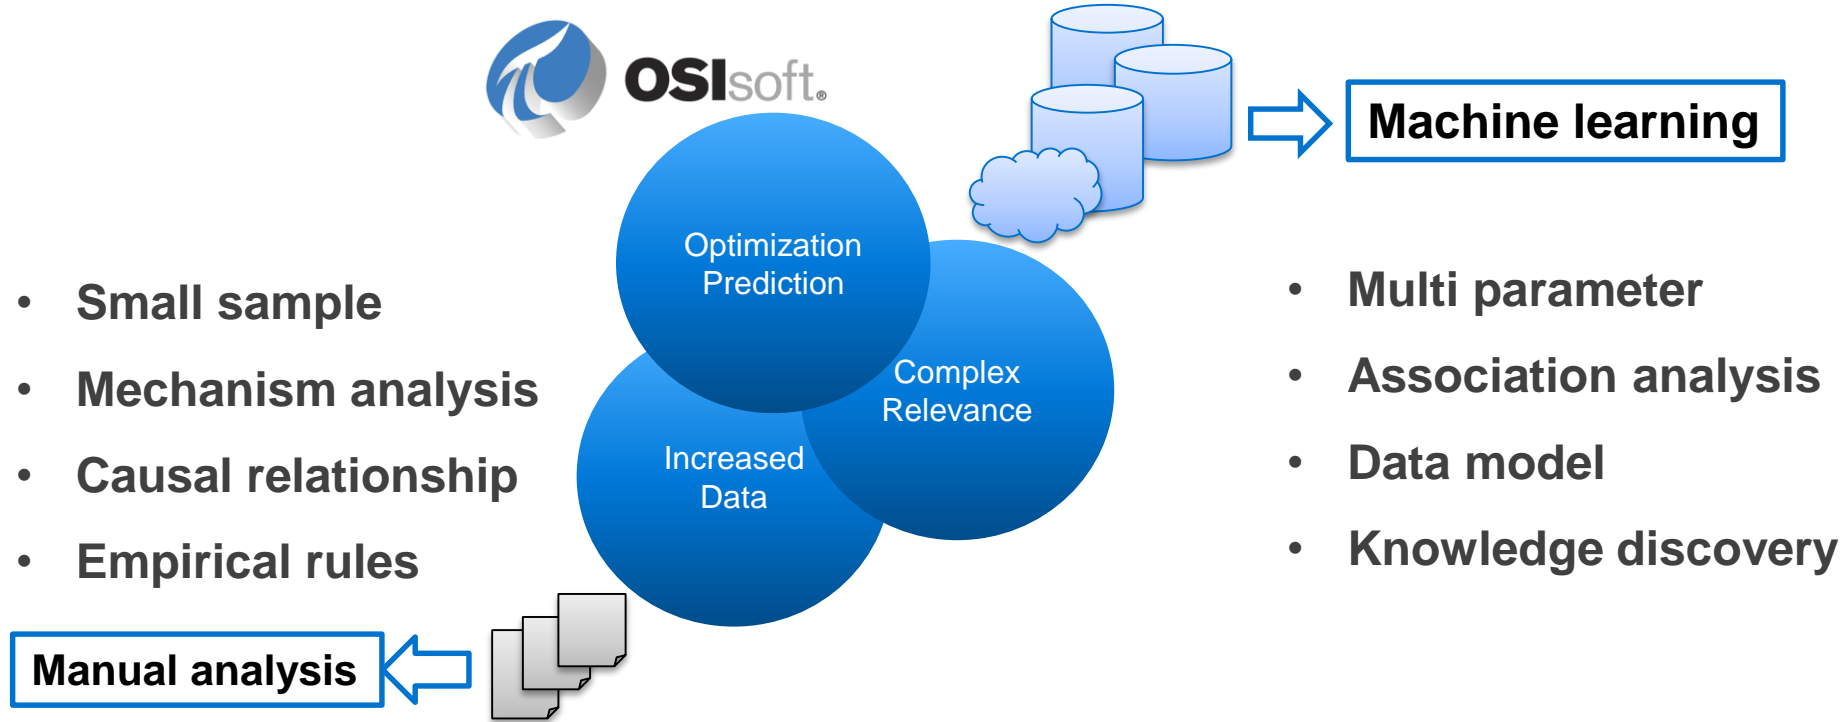 OSIsoft®
Machine learning
Optimization
Prediction
Complex
Relevance
Increased
Data
• Small sample
• Mechanism analysis
• Causal relationship
• Empirical rules
Manual analysis
• Multi parameter
• Association analysis
• Data model
• Knowledge discovery